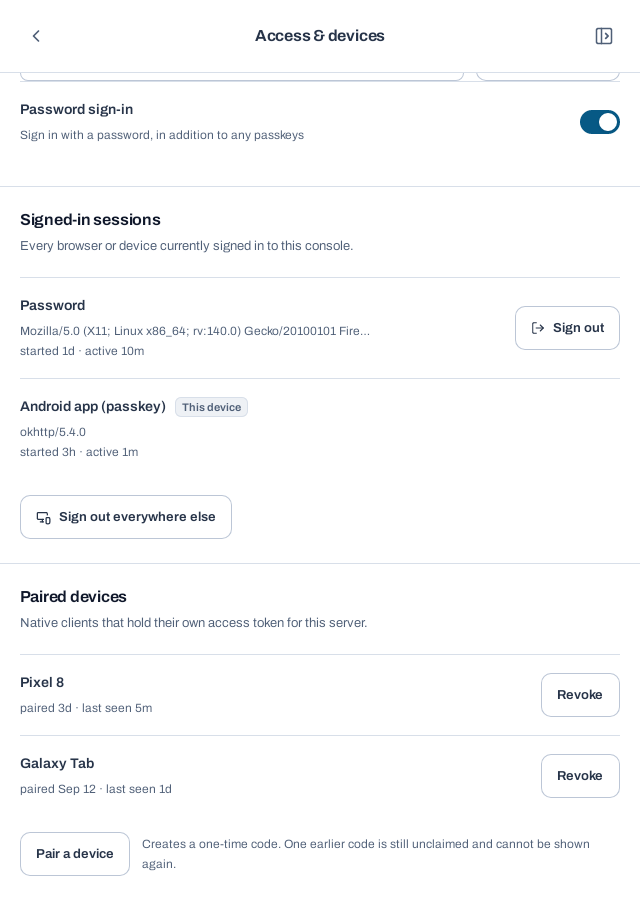 Access & devices
Password sign-in
Sign in with a password, in addition to any passkeys
Signed-in sessions
Every browser or device currently signed in to this console.
Password
Mozilla/5.0 (X11; Linux x86_64; rv:140.0) Gecko/20100101 Fire...
started 1d · active 10m
Sign out
Android app (passkey) This device
okhttp/5.4.0
started 3h · active 1m
Sign out everywhere else
Paired devices
Native clients that hold their own access token for this server.
Pixel 8
paired 3d · last seen 5m
Revoke
Galaxy Tab
paired Sep 12 · last seen 1d
Revoke
Pair a device
Creates a one-time code. One earlier code is still unclaimed and cannot be shown
again.